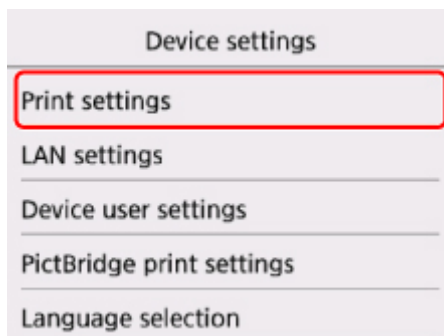 Device settings
Print settings
LAN settings
Device user settings
PictBridge print settings
Language selection